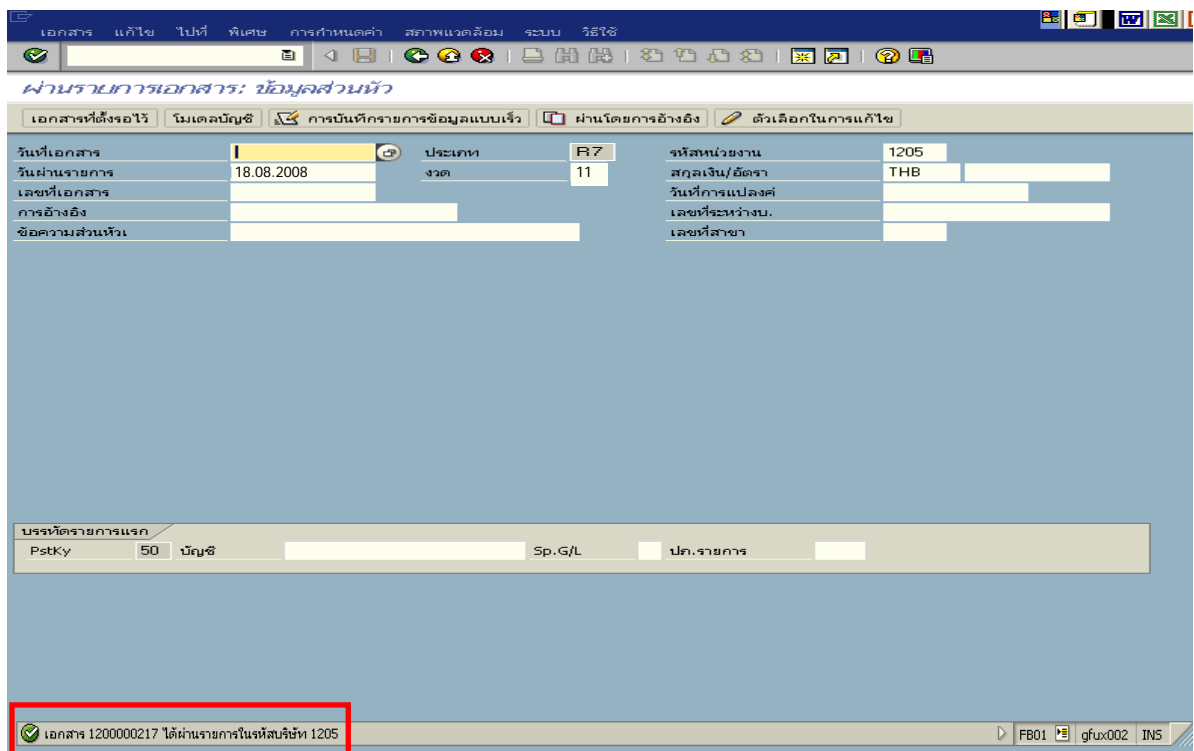 เอกสาร แก้ไข ไปที่ พิเศษ การกำหนดค่า สภาพแวดล้อม ระบบ วิธีใช้
ผ่านรายการเอกสาร: ข้อมูลส่วนหัว
เอกสารที่ตั้งรอไว้ โมเดลบัญชี การบันทึกรายการข้อมูลแบบเร็ว ผ่านโดยการอ้างอิง ตัวเลือกในการแก้ไข
วันที่เอกสาร ประเภท R7 รหัสหน่วยงาน 1205
วันผ่านรายการ 18.08.2008 งวด 11 สกุลเงิน/อัตรา THB
เลขที่เอกสาร วันที่การแปลงค่
การอ้างอิง เลขที่ระหว่างบ.
ข้อความส่วนหัวเ เลขที่สาขา
บรรทัดรายการแรก
PstKy 50 บัญชี Sp.G/L ปภ.รายการ
เอกสาร 1200000217 ได้ผ่านรายการในรหัสบริษัท 1205 FB01 gfux002 INS